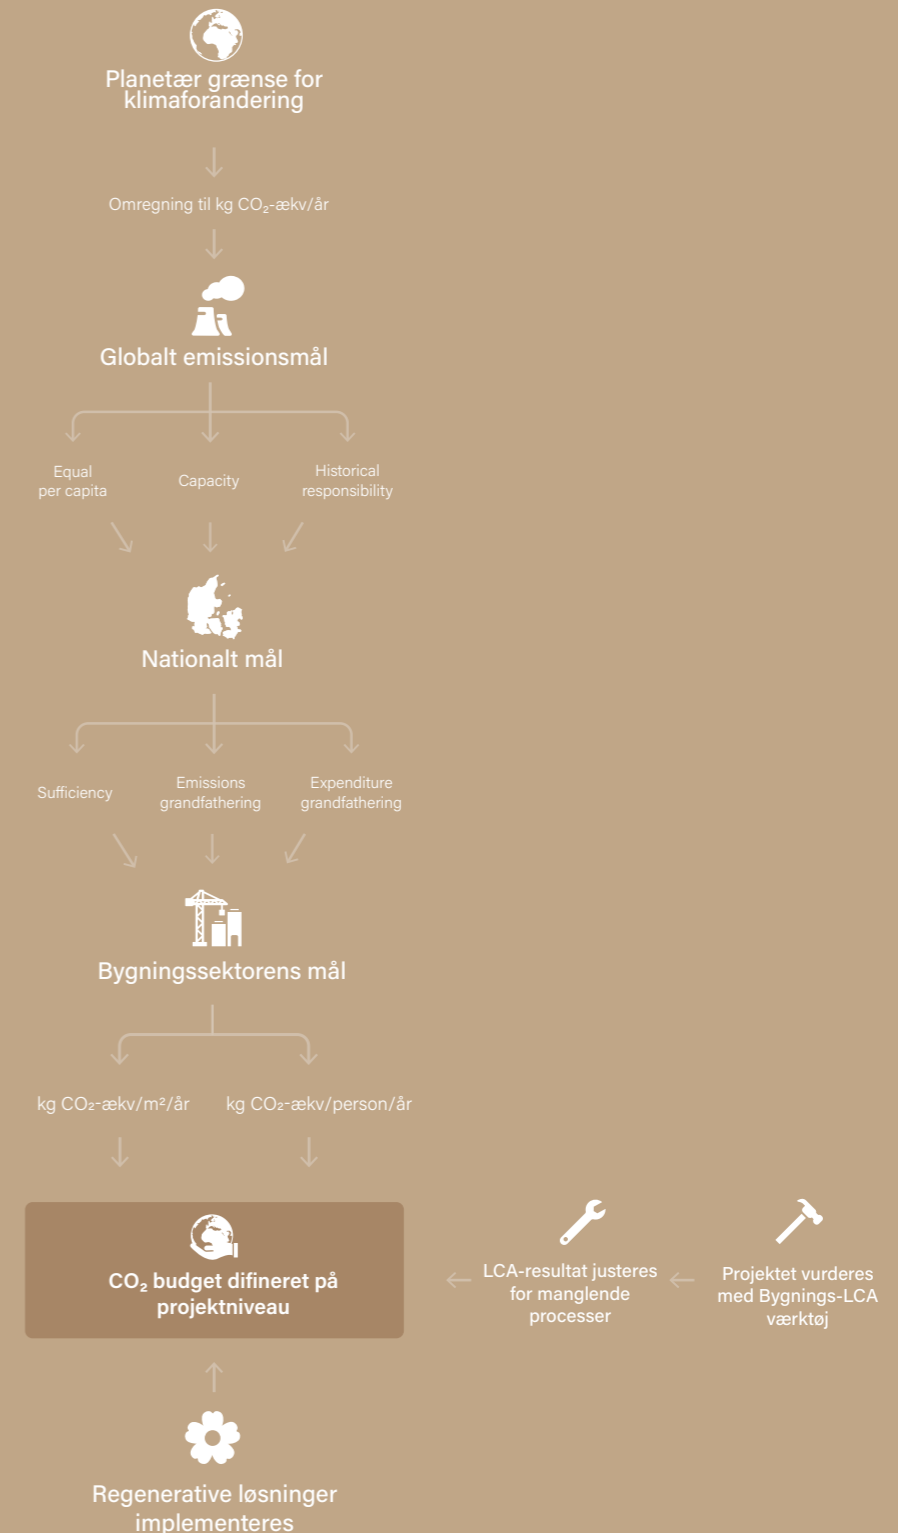 Planetær grænse for
klimaforandering
Omregning til kg CO₂-ækv/år
Globalt emissionsmål
Equal
per capita
Capacity
Historical
responsibility
Nationalt mål
Sufficiency
Emissions
grandfathering
Expenditure
grandfathering
Bygningssektorens mål
kg CO₂-ækv/m²/år
kg CO₂-ækv/person/år
CO₂ budget difineret på
projektniveau
LCA-resultat justeres
for manglende
processer
Projektet vurderes
med Bygnings-LCA
værktøj
Regenerative løsninger
implementeres